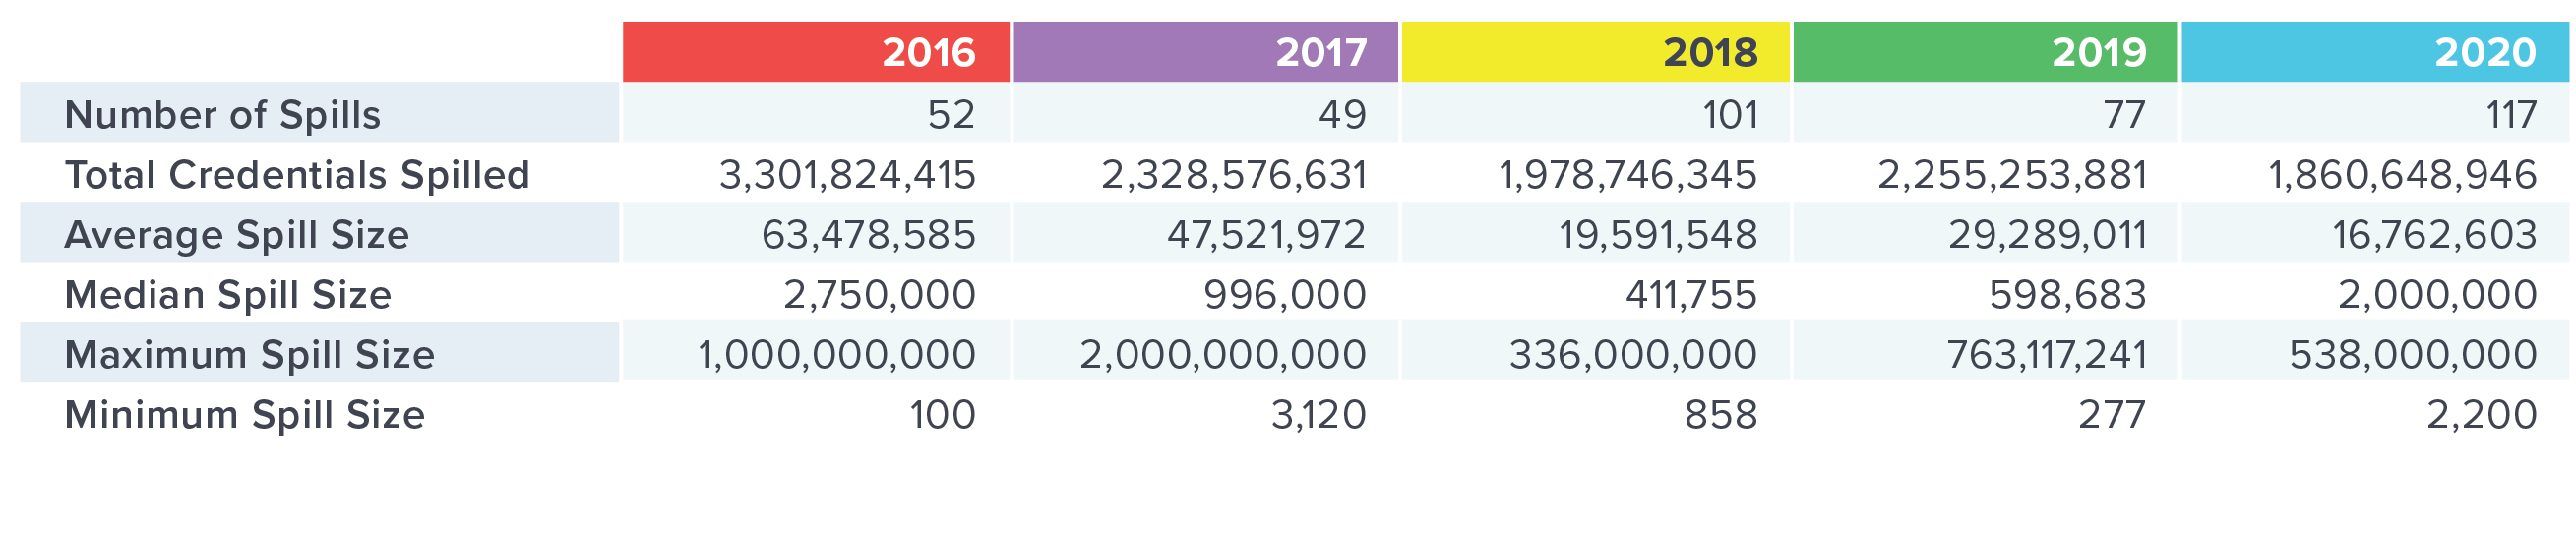 2016 2017 2018 2019 2020
Number of Spills 52 49 101 77 117
Total Credentials Spilled 3,301,824,415 2,328,576,631 1,978,746,345 2,255,253,881 1,860,648,946
Average Spill Size 63,478,585 47,521,972 19,591,548 29,289,011 16,762,603
Median Spill Size 2,750,000 996,000 411,755 598,683 2,000,000
Maximum Spill Size 1,000,000,000 2,000,000,000 336,000,000 763,117,241 538,000,000
Minimum Spill Size 100 3,120 858 277 2,200